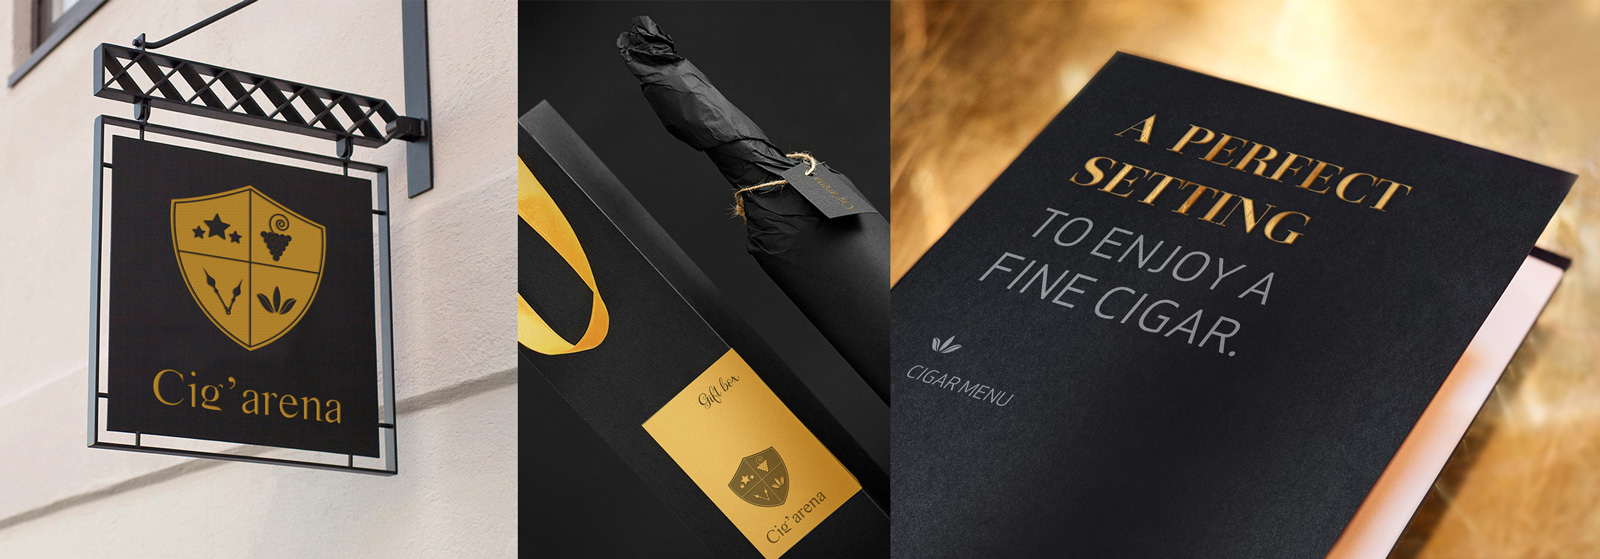 Cig'arena
Gift box
Cig'arena
A PERFECT
SETTING
TO ENJOY A
FINE CIGAR.
CIGAR MENU